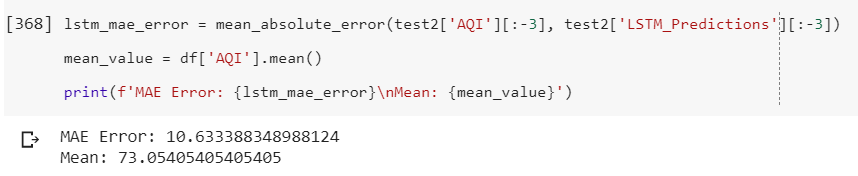 [368] lstm_mae_error = mean_absolute_error(test2['AQI'][:-3], test2['LSTM_Predictions'][:-3])
mean_value = df['AQI'].mean()
print(f'MAE Error: {lstm_mae_error}\nMean: {mean_value}')
MAE Error: 10.633388348988124
Mean: 73.05405405405405